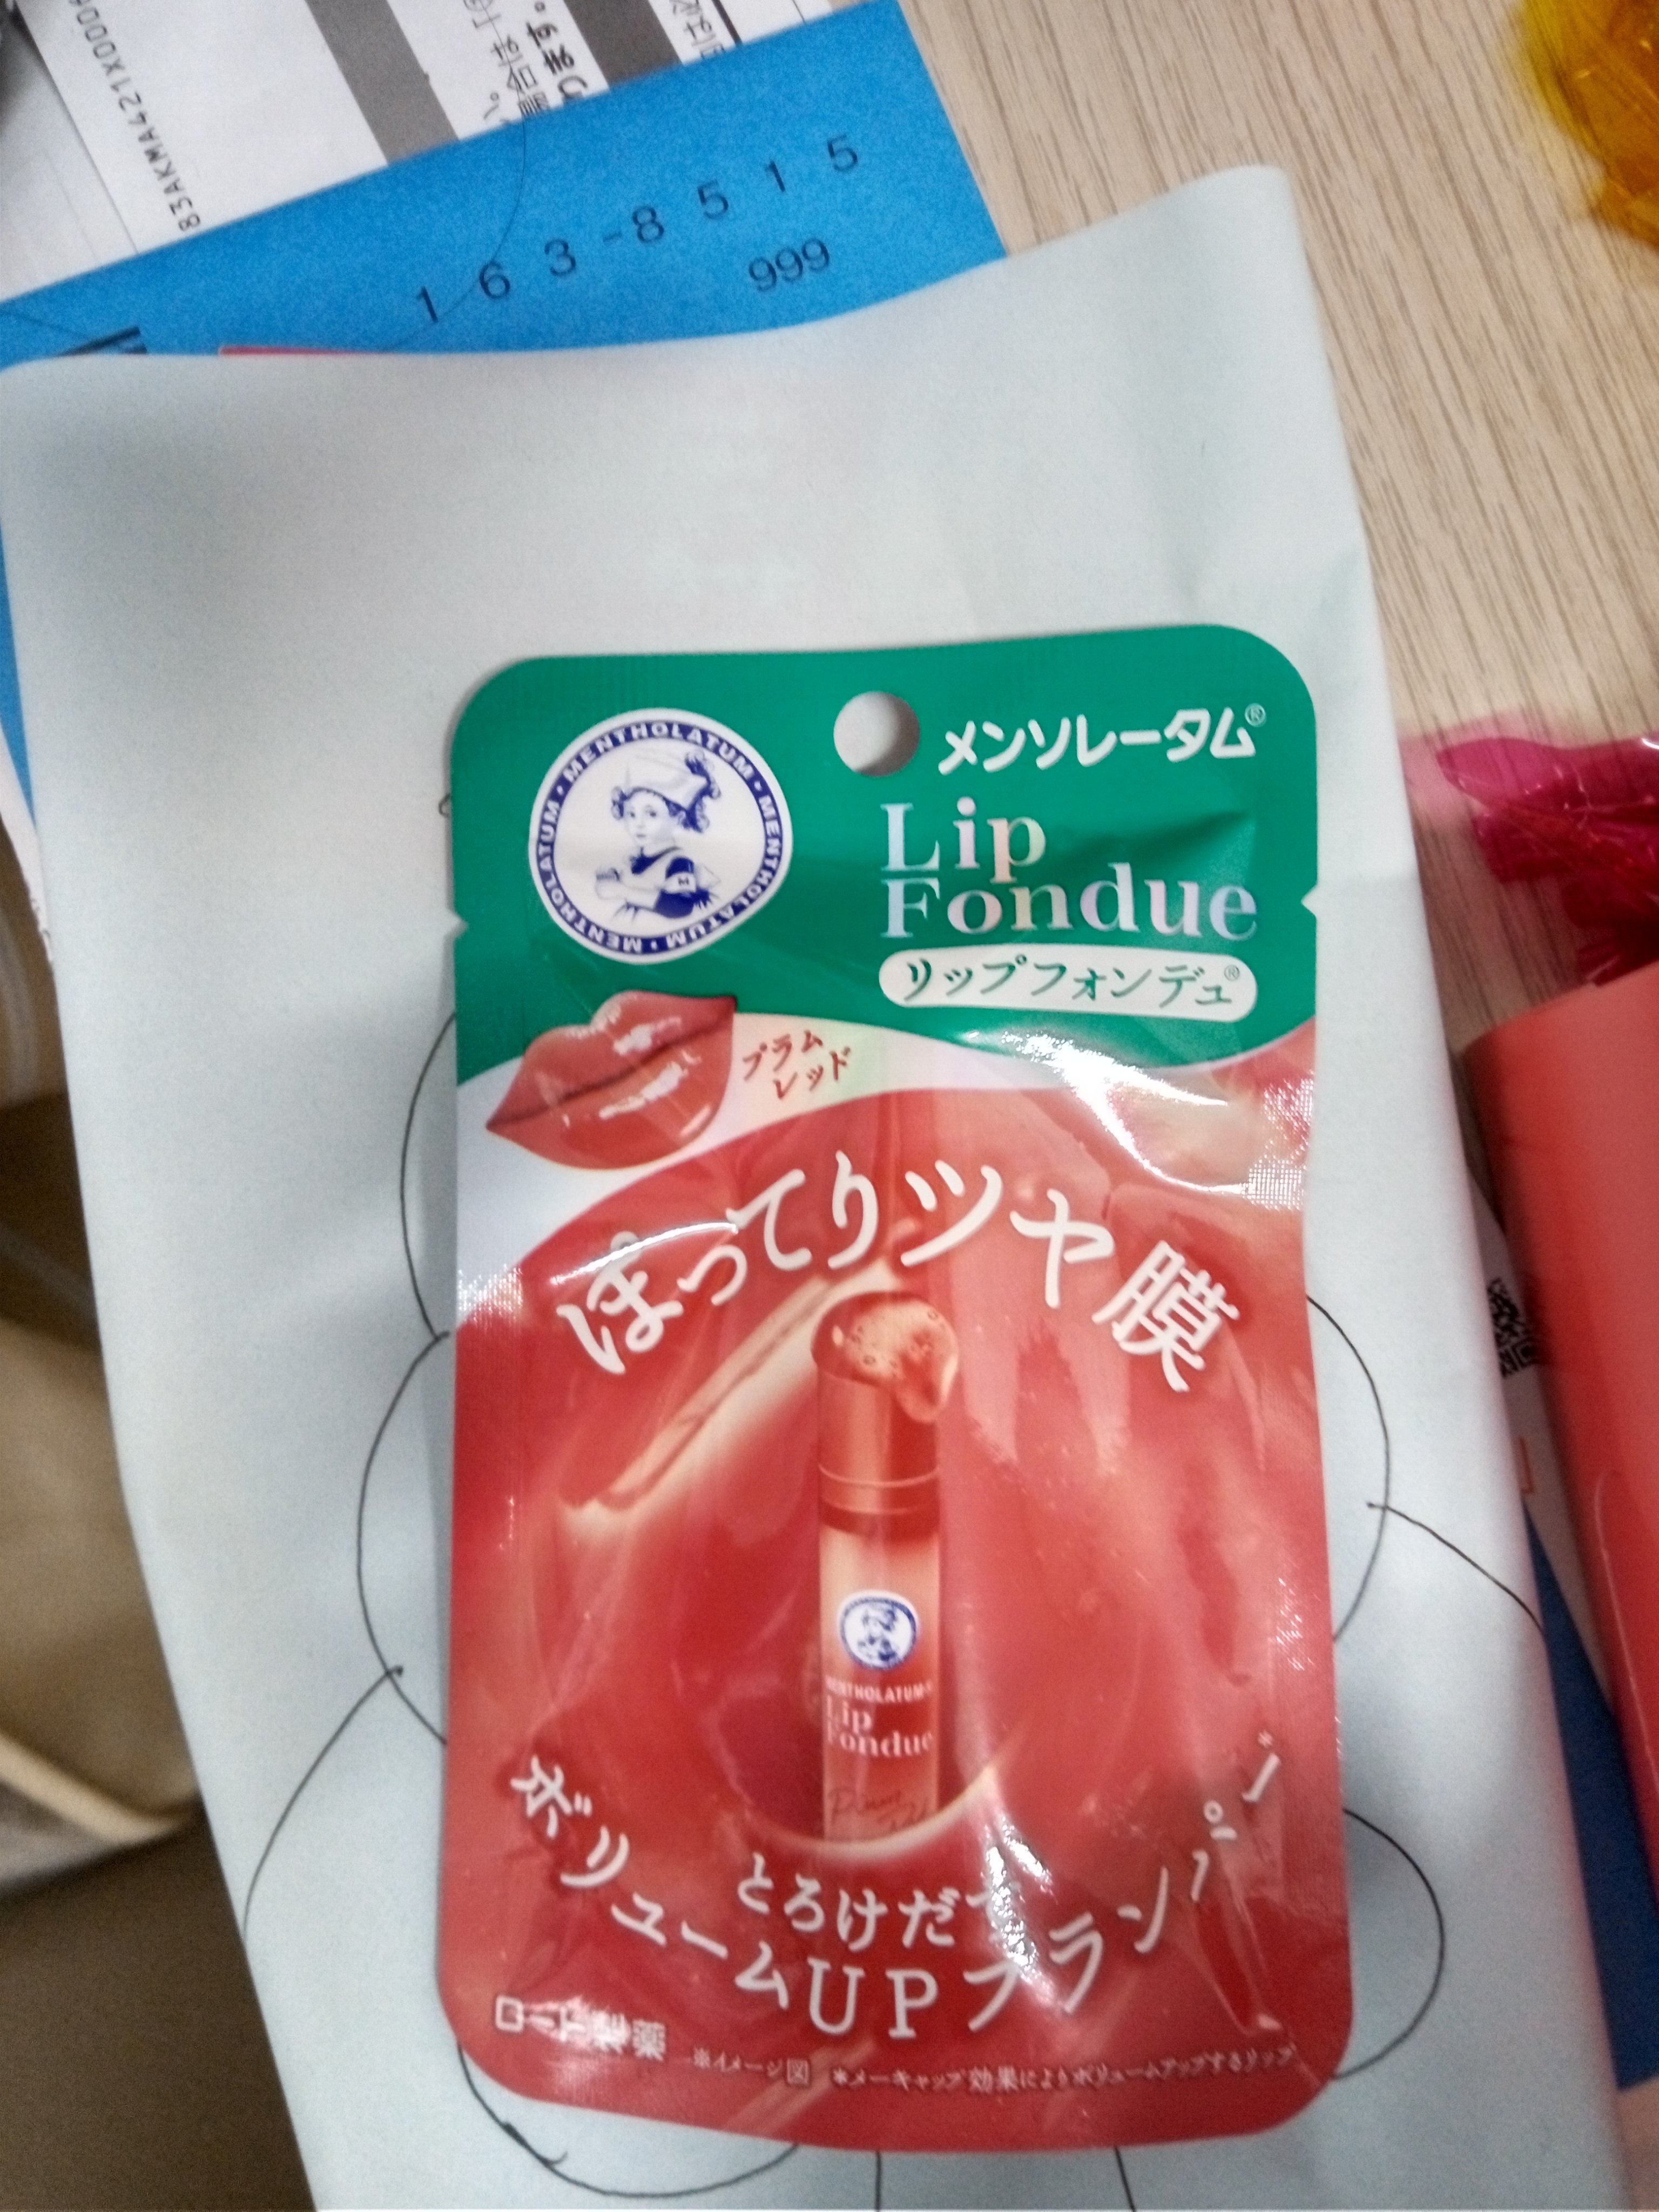 883AKMA421X0006
163-8515
999
MENTHOLATUM・MENTHOLATUM・MENTHOLATUM・
メンソレータム®
Lip
Fondue
リップフォンデュ®
プラム
レッド
ぽってりツヤ膜
MENTHOLATUM®
Lip
Fondue
とろけだす
ボリュームUPプランパー*
ロート製薬
※イメージ図 *メーキャップ効果によりボリュームアップするリップ